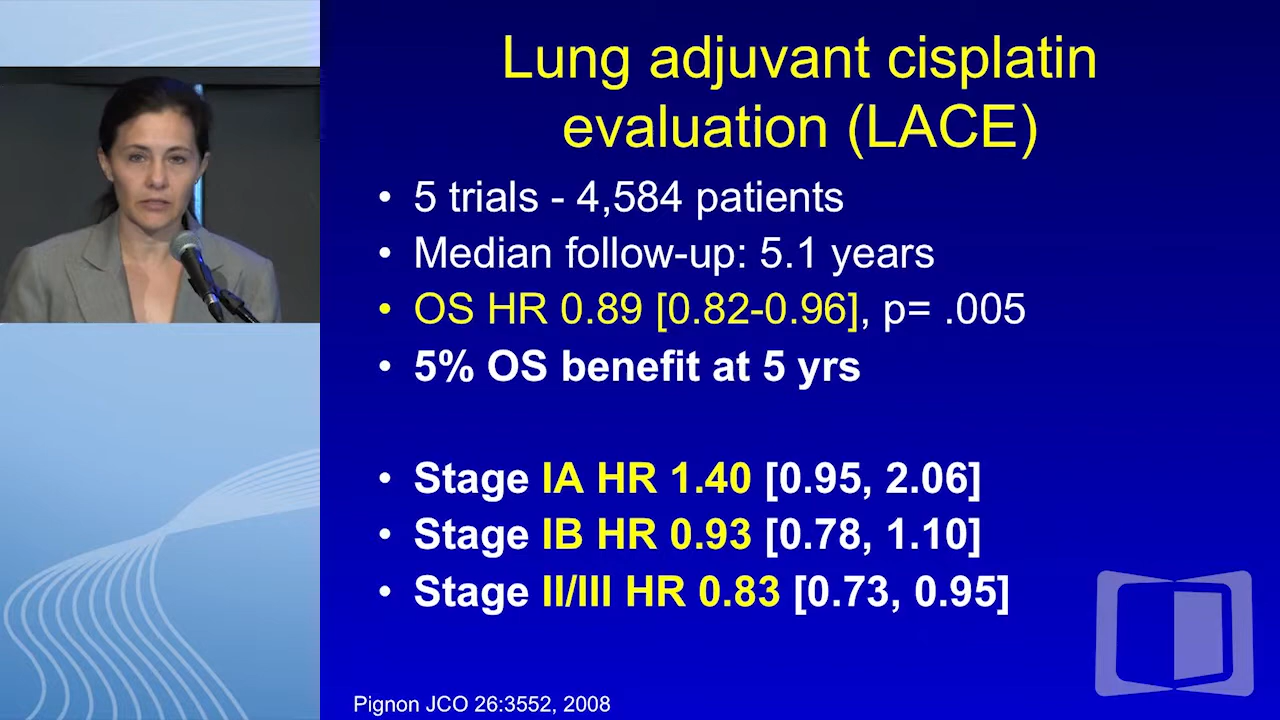 Lung adjuvant cisplatin
evaluation (LACE)
• 5 trials - 4,584 patients
• Median follow-up: 5.1 years
• OS HR 0.89 [0.82-0.96], p= .005
• 5% OS benefit at 5 yrs
• Stage IA HR 1.40 [0.95, 2.06]
• Stage IB HR 0.93 [0.78, 1.10]
• Stage II/III HR 0.83 [0.73, 0.95]
Pignon JCO 26:3552, 2008